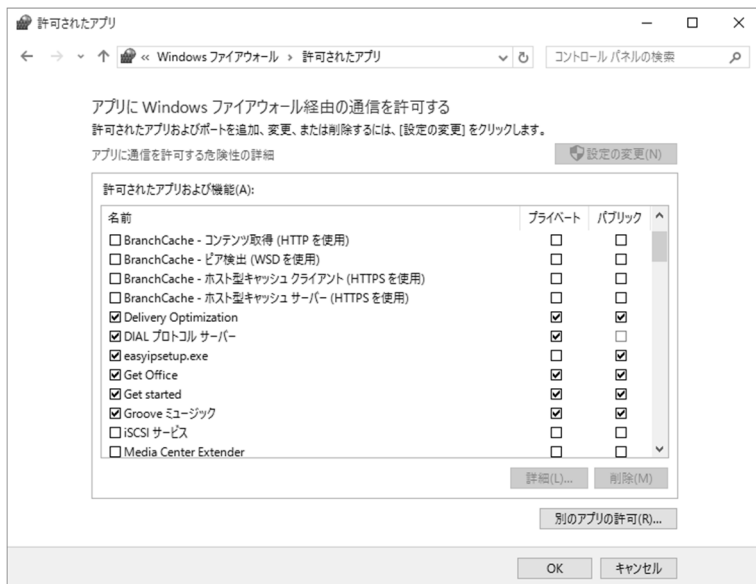 許可されたアプリ
« Windows ファイアウォール › 許可されたアプリ
コントロール パネルの検索
アプリに Windows ファイアウォール経由の通信を許可する
許可されたアプリおよびポートを追加、変更、または削除するには、[設定の変更] をクリックします。
アプリに通信を許可する危険性の詳細
設定の変更(N)
許可されたアプリおよび機能(A):
名前 プライベート パブリック
BranchCache - コンテンツ取得 (HTTP を使用)
BranchCache - ピア検出 (WSD を使用)
BranchCache - ホスト型キャッシュ クライアント (HTTPS を使用)
BranchCache - ホスト型キャッシュ サーバー (HTTPS を使用)
Delivery Optimization
DIAL プロトコル サーバー
easyipsetup.exe
Get Office
Get started
Groove ミュージック
iSCSI サービス
Media Center Extender
詳細(L)... 削除(M)
別のアプリの許可(R)...
OK キャンセル